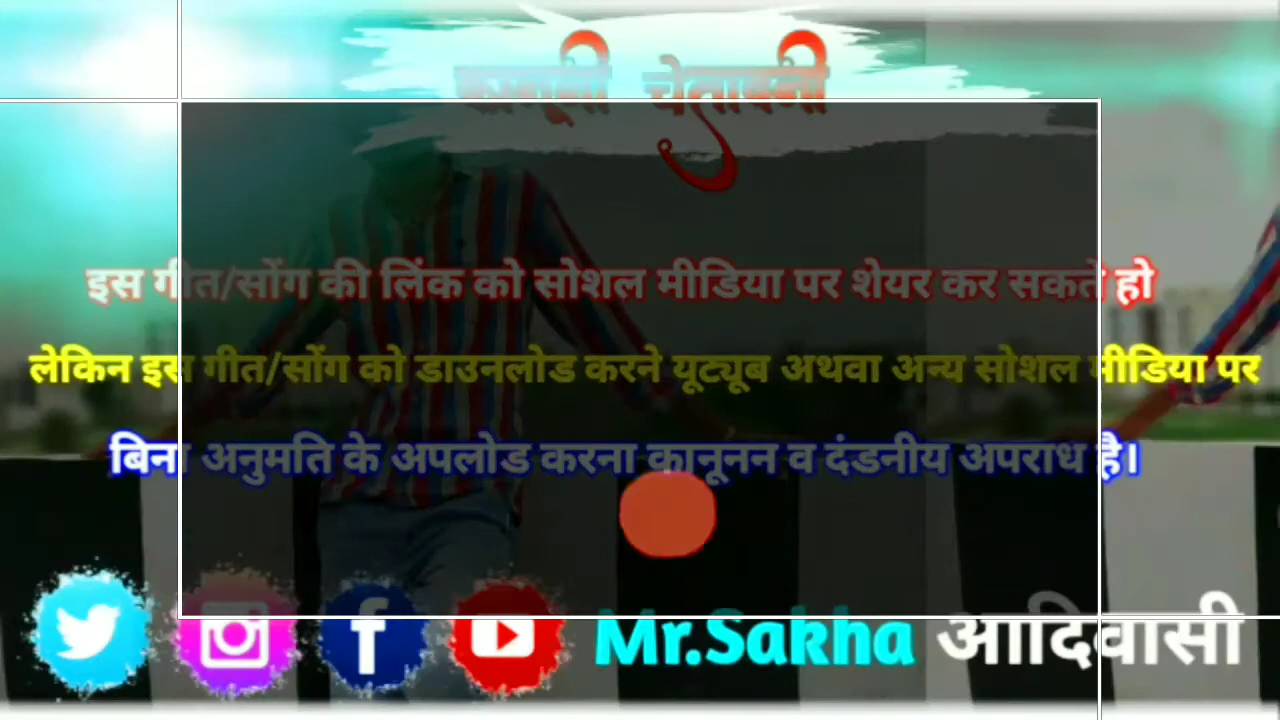 कानूनी चेतावनी
इस गीत/सोंग की लिंक को सोशल मीडिया पर शेयर कर सकते हो
लेकिन इस गीत/सोंग को डाउनलोड करने यूट्यूब अथवा अन्य सोशल मीडिया पर
बिना अनुमति के अपलोड करना कानूनन व दंडनीय अपराध है।
Mr.Sakha आदिवासी